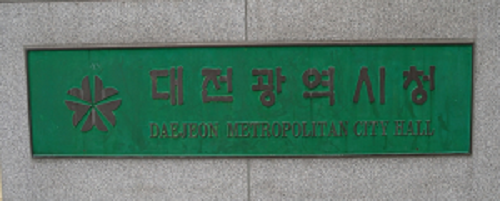 대전광역시청
DAEJEON METROPOLITAN CITY HALL